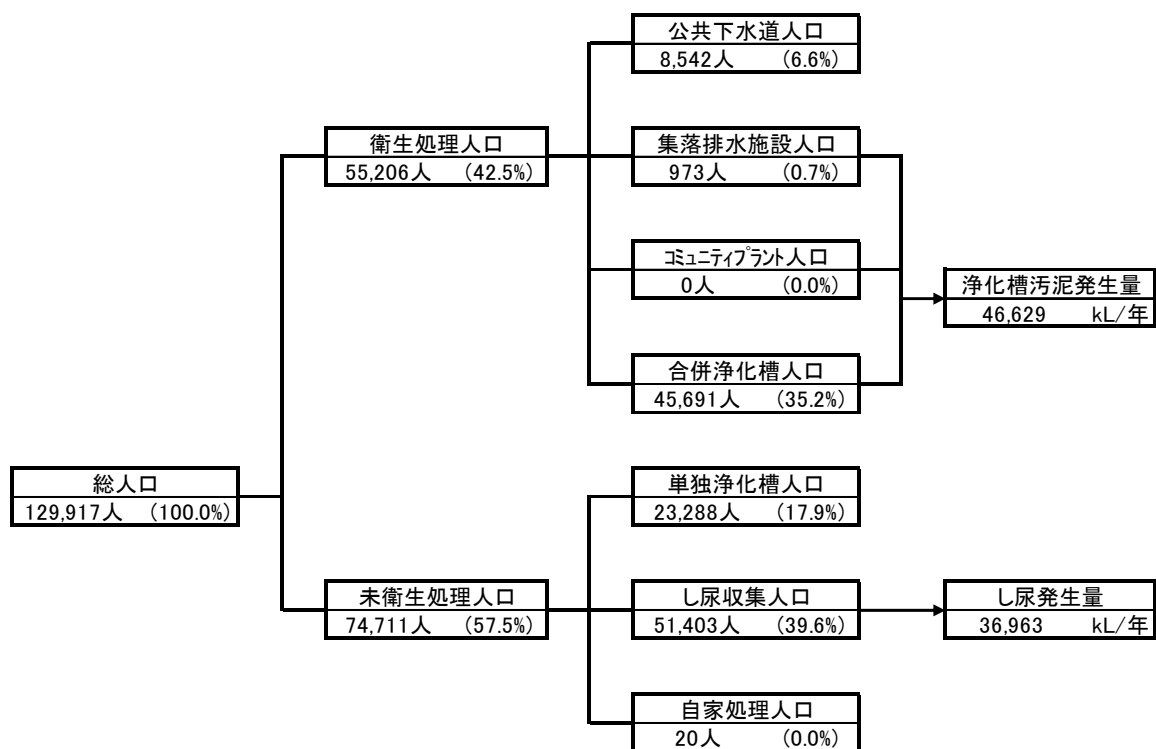 公共下水道人口
8,542人 (6.6%)
衛生処理人口
55,206人 (42.5%)
集落排水施設人口
973人 (0.7%)
コミュニティプラント人口
0人 (0.0%)
浄化槽汚泥発生量
46,629 kL/年
合併浄化槽人口
45,691人 (35.2%)
総人口
129,917人 (100.0%)
単独浄化槽人口
23,288人 (17.9%)
未衛生処理人口
74,711人 (57.5%)
し尿収集人口
51,403人 (39.6%)
し尿発生量
36,963 kL/年
自家処理人口
20人 (0.0%)